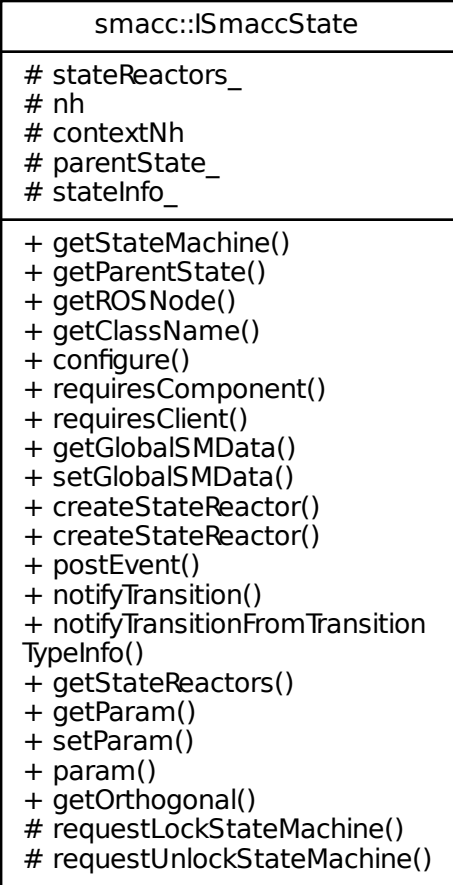 smacc::ISmaccState
# stateReactors_
# nh
# contextNh
# parentState_
# stateInfo_
+ getStateMachine()
+ getParentState()
+ getROSNode()
+ getClassName()
+ configure()
+ requiresComponent()
+ requiresClient()
+ getGlobalSMData()
+ setGlobalSMData()
+ createStateReactor()
+ createStateReactor()
+ postEvent()
+ notifyTransition()
+ notifyTransitionFromTransition
TypeInfo()
+ getStateReactors()
+ getParam()
+ setParam()
+ param()
+ getOrthogonal()
# requestLockStateMachine()
# requestUnlockStateMachine()